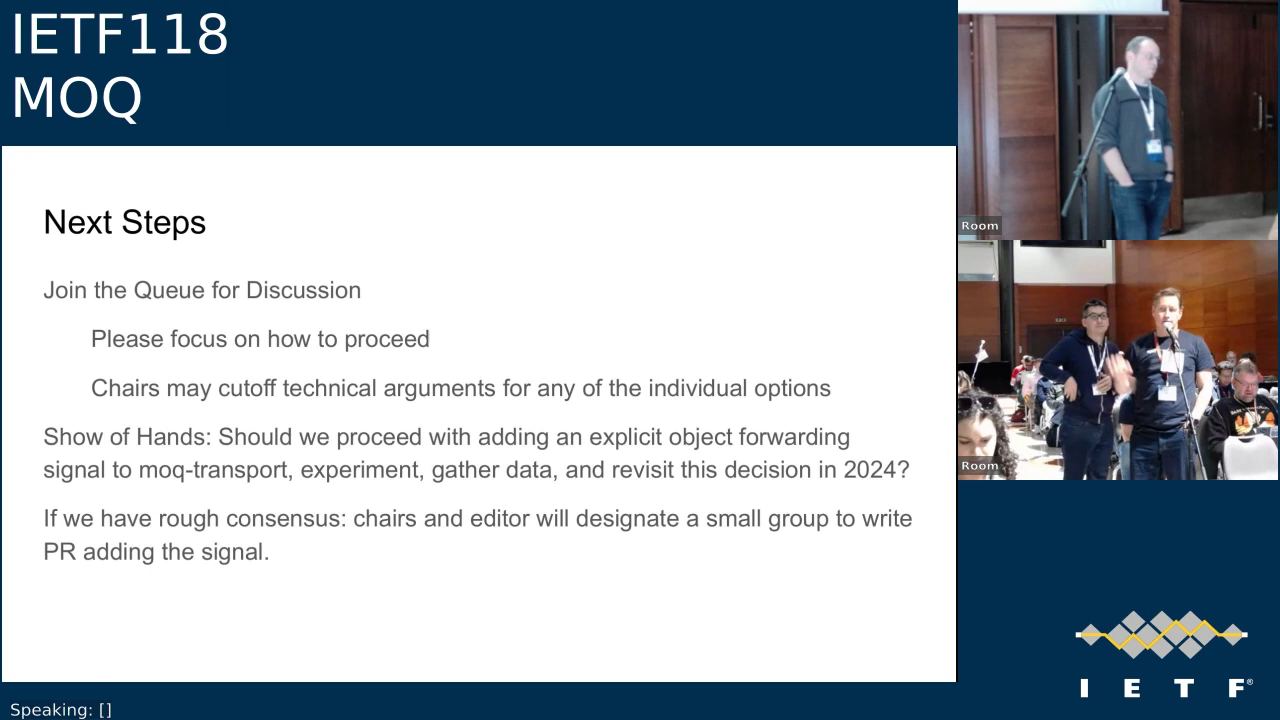 IETF118
MOQ
Next Steps
Join the Queue for Discussion
Please focus on how to proceed
Chairs may cutoff technical arguments for any of the individual options
Show of Hands: Should we proceed with adding an explicit object forwarding
signal to moq-transport, experiment, gather data, and revisit this decision in 2024?
If we have rough consensus: chairs and editor will designate a small group to write
PR adding the signal.
Room
Room
I E T F®
Speaking: []